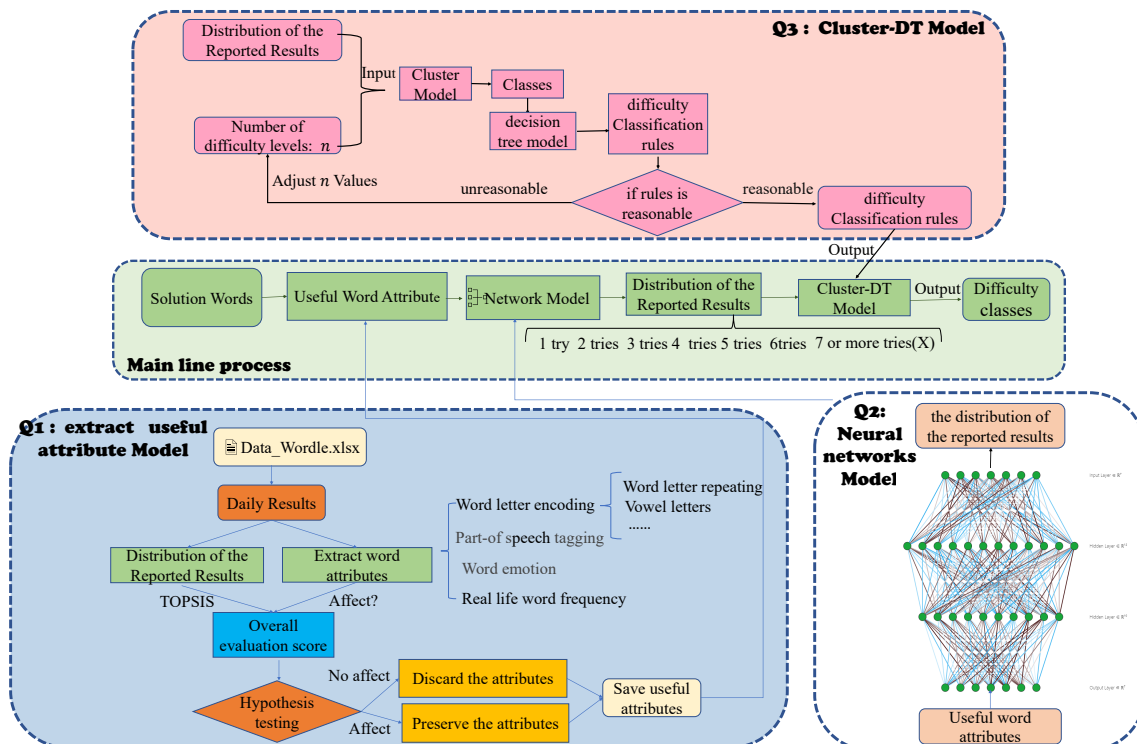 Q3: Cluster-DT Model
Distribution of the
Reported Results
Input
Cluster
Model
Classes
decision
tree model
difficulty
Classification
rules
Number of
difficulty levels: n
Adjust n Values
unreasonable
if rules is
reasonable
reasonable
difficulty
Classification rules
Output
Solution Words
Useful Word Attribute
Network Model
Distribution of the
Reported Results
Cluster-DT
Model
Output
Difficulty
classes
1 try 2 tries 3 tries 4 tries 5 tries 6tries 7 or more tries(X)
Main line process
Q1: extract useful
attribute Model
Data_Wordle.xlsx
Daily Results
Distribution of the
Reported Results
Extract word
attributes
Word letter encoding
Word letter repeating
Vowel letters
......
Part-of speech tagging
Word emotion
Real life word frequency
TOPSIS
Affect?
Overall
evaluation score
Hypothesis
testing
No affect
Discard the attributes
Affect
Preserve the attributes
Save useful
attributes
Q2:
Neural
networks
Model
the distribution of
the reported results
Useful word
attributes